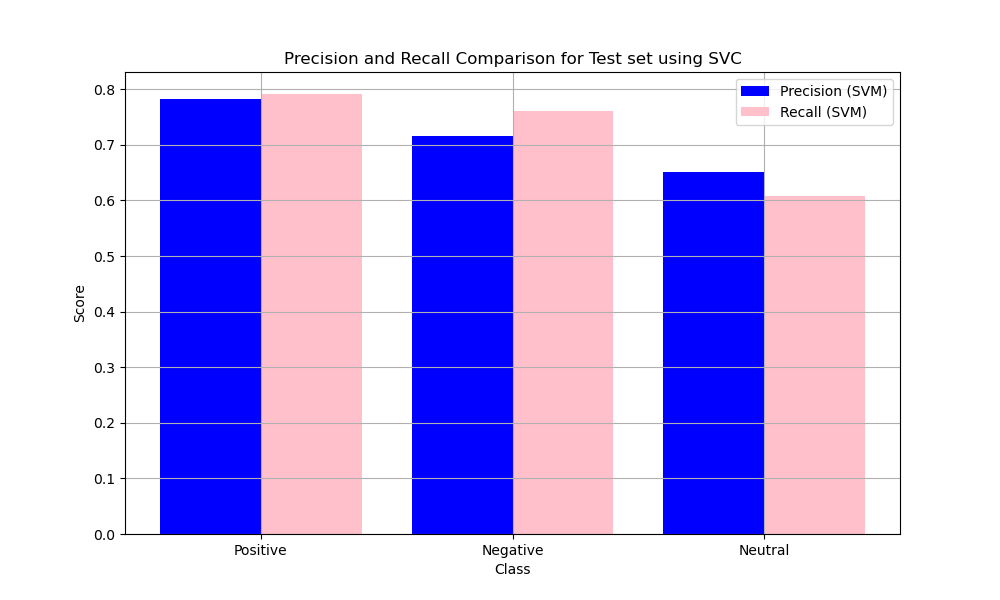 Precision and Recall Comparison for Test set using SVC
Precision (SVM)
Recall (SVM)
Score
0.8
0.7
0.6
0.5
0.4
0.3
0.2
0.1
0.0
Positive
Negative
Neutral
Class